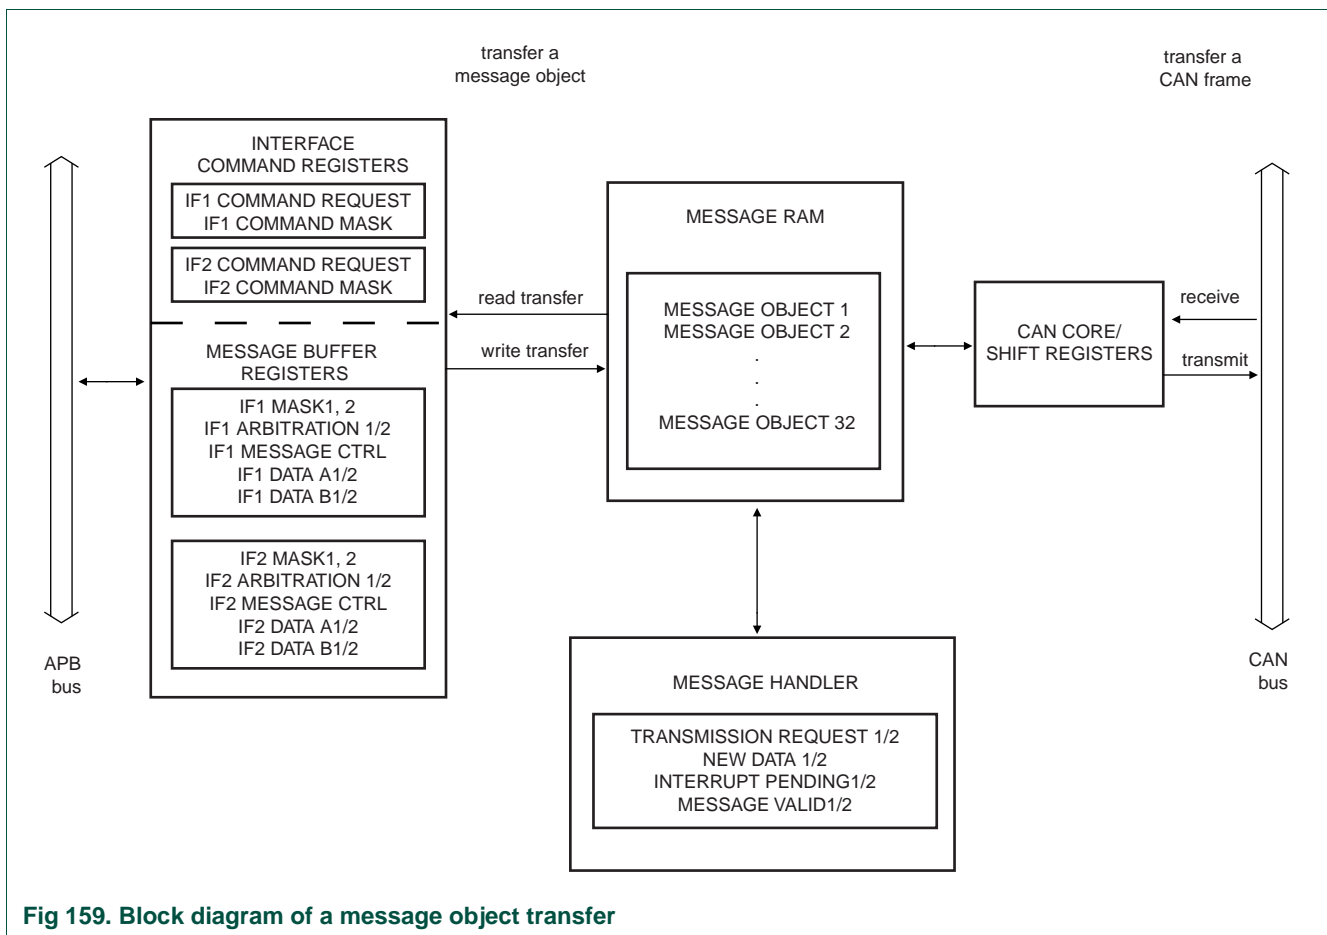 transfer a
message object
transfer a
CAN frame
INTERFACE
COMMAND REGISTERS
IF1 COMMAND REQUEST
IF1 COMMAND MASK
IF2 COMMAND REQUEST
IF2 COMMAND MASK
MESSAGE BUFFER
REGISTERS
IF1 MASK1, 2
IF1 ARBITRATION 1/2
IF1 MESSAGE CTRL
IF1 DATA A1/2
IF1 DATA B1/2
IF2 MASK1, 2
IF2 ARBITRATION 1/2
IF2 MESSAGE CTRL
IF2 DATA A1/2
IF2 DATA B1/2
APB
bus
read transfer
write transfer
MESSAGE RAM
MESSAGE OBJECT 1
MESSAGE OBJECT 2
.
.
.
MESSAGE OBJECT 32
CAN CORE/
SHIFT REGISTERS
receive
transmit
CAN
bus
MESSAGE HANDLER
TRANSMISSION REQUEST 1/2
NEW DATA 1/2
INTERRUPT PENDING1/2
MESSAGE VALID1/2
Fig 159. Block diagram of a message object transfer